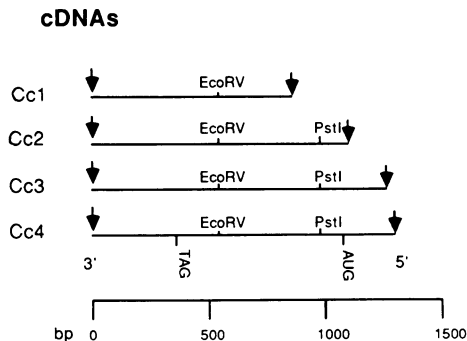 cDNAs
Cc1 EcoRV
Cc2 EcoRV PstI
Cc3 EcoRV PstI
Cc4 EcoRV PstI
3' TAG AUG 5'
bp 0 500 1000 1500